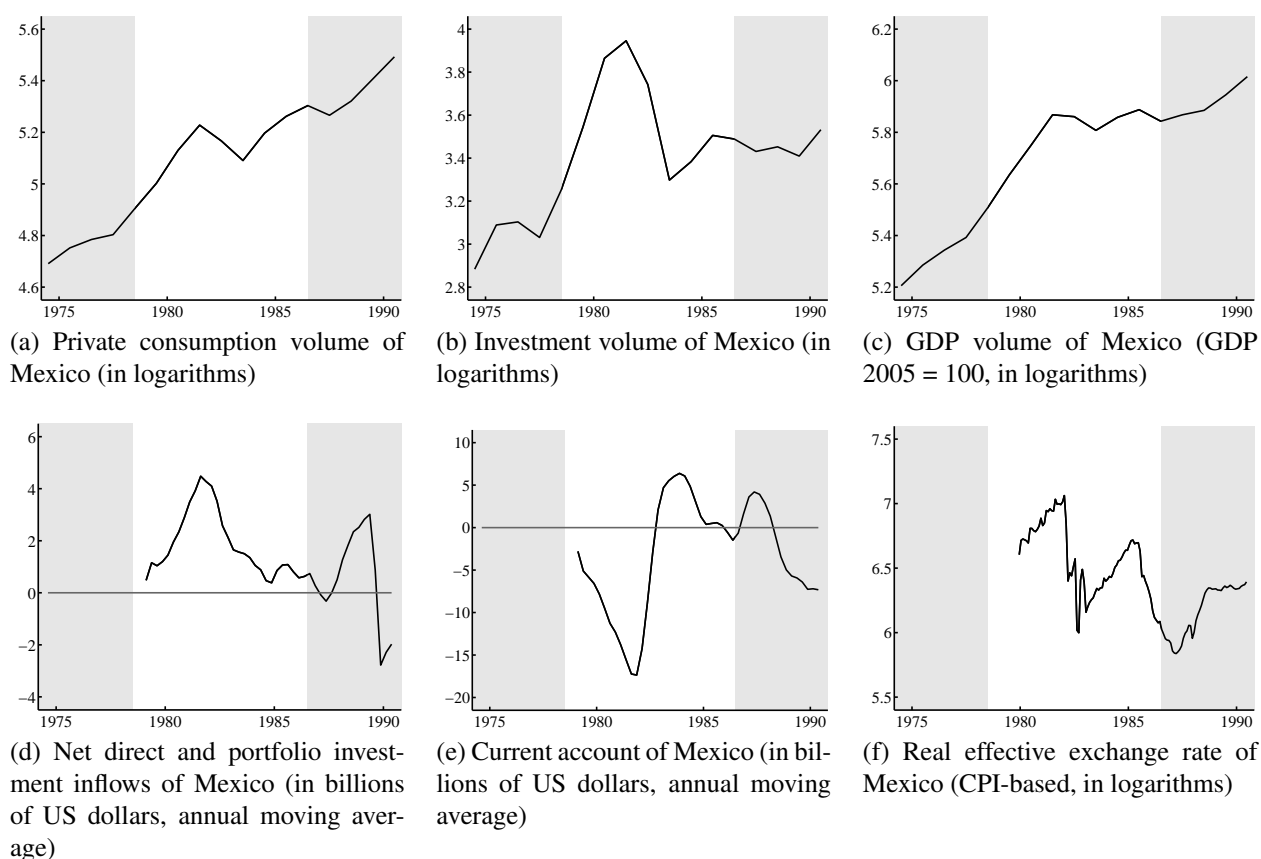 5.6
5.4
5.2
5
4.8
4.6
1975 1980 1985 1990
(a) Private consumption volume of
Mexico (in logarithms)
4
3.8
3.6
3.4
3.2
3
2.8
1975 1980 1985 1990
(b) Investment volume of Mexico (in
logarithms)
6.2
6
5.8
5.6
5.4
5.2
1975 1980 1985 1990
(c) GDP volume of Mexico (GDP
2005 = 100, in logarithms)
6
4
2
0
−2
−4
1975 1980 1985 1990
(d) Net direct and portfolio invest-
ment inflows of Mexico (in billions
of US dollars, annual moving aver-
age)
10
5
0
−5
−10
−15
−20
1975 1980 1985 1990
(e) Current account of Mexico (in bil-
lions of US dollars, annual moving
average)
7.5
7
6.5
6
5.5
1975 1980 1985 1990
(f) Real effective exchange rate of
Mexico (CPI-based, in logarithms)